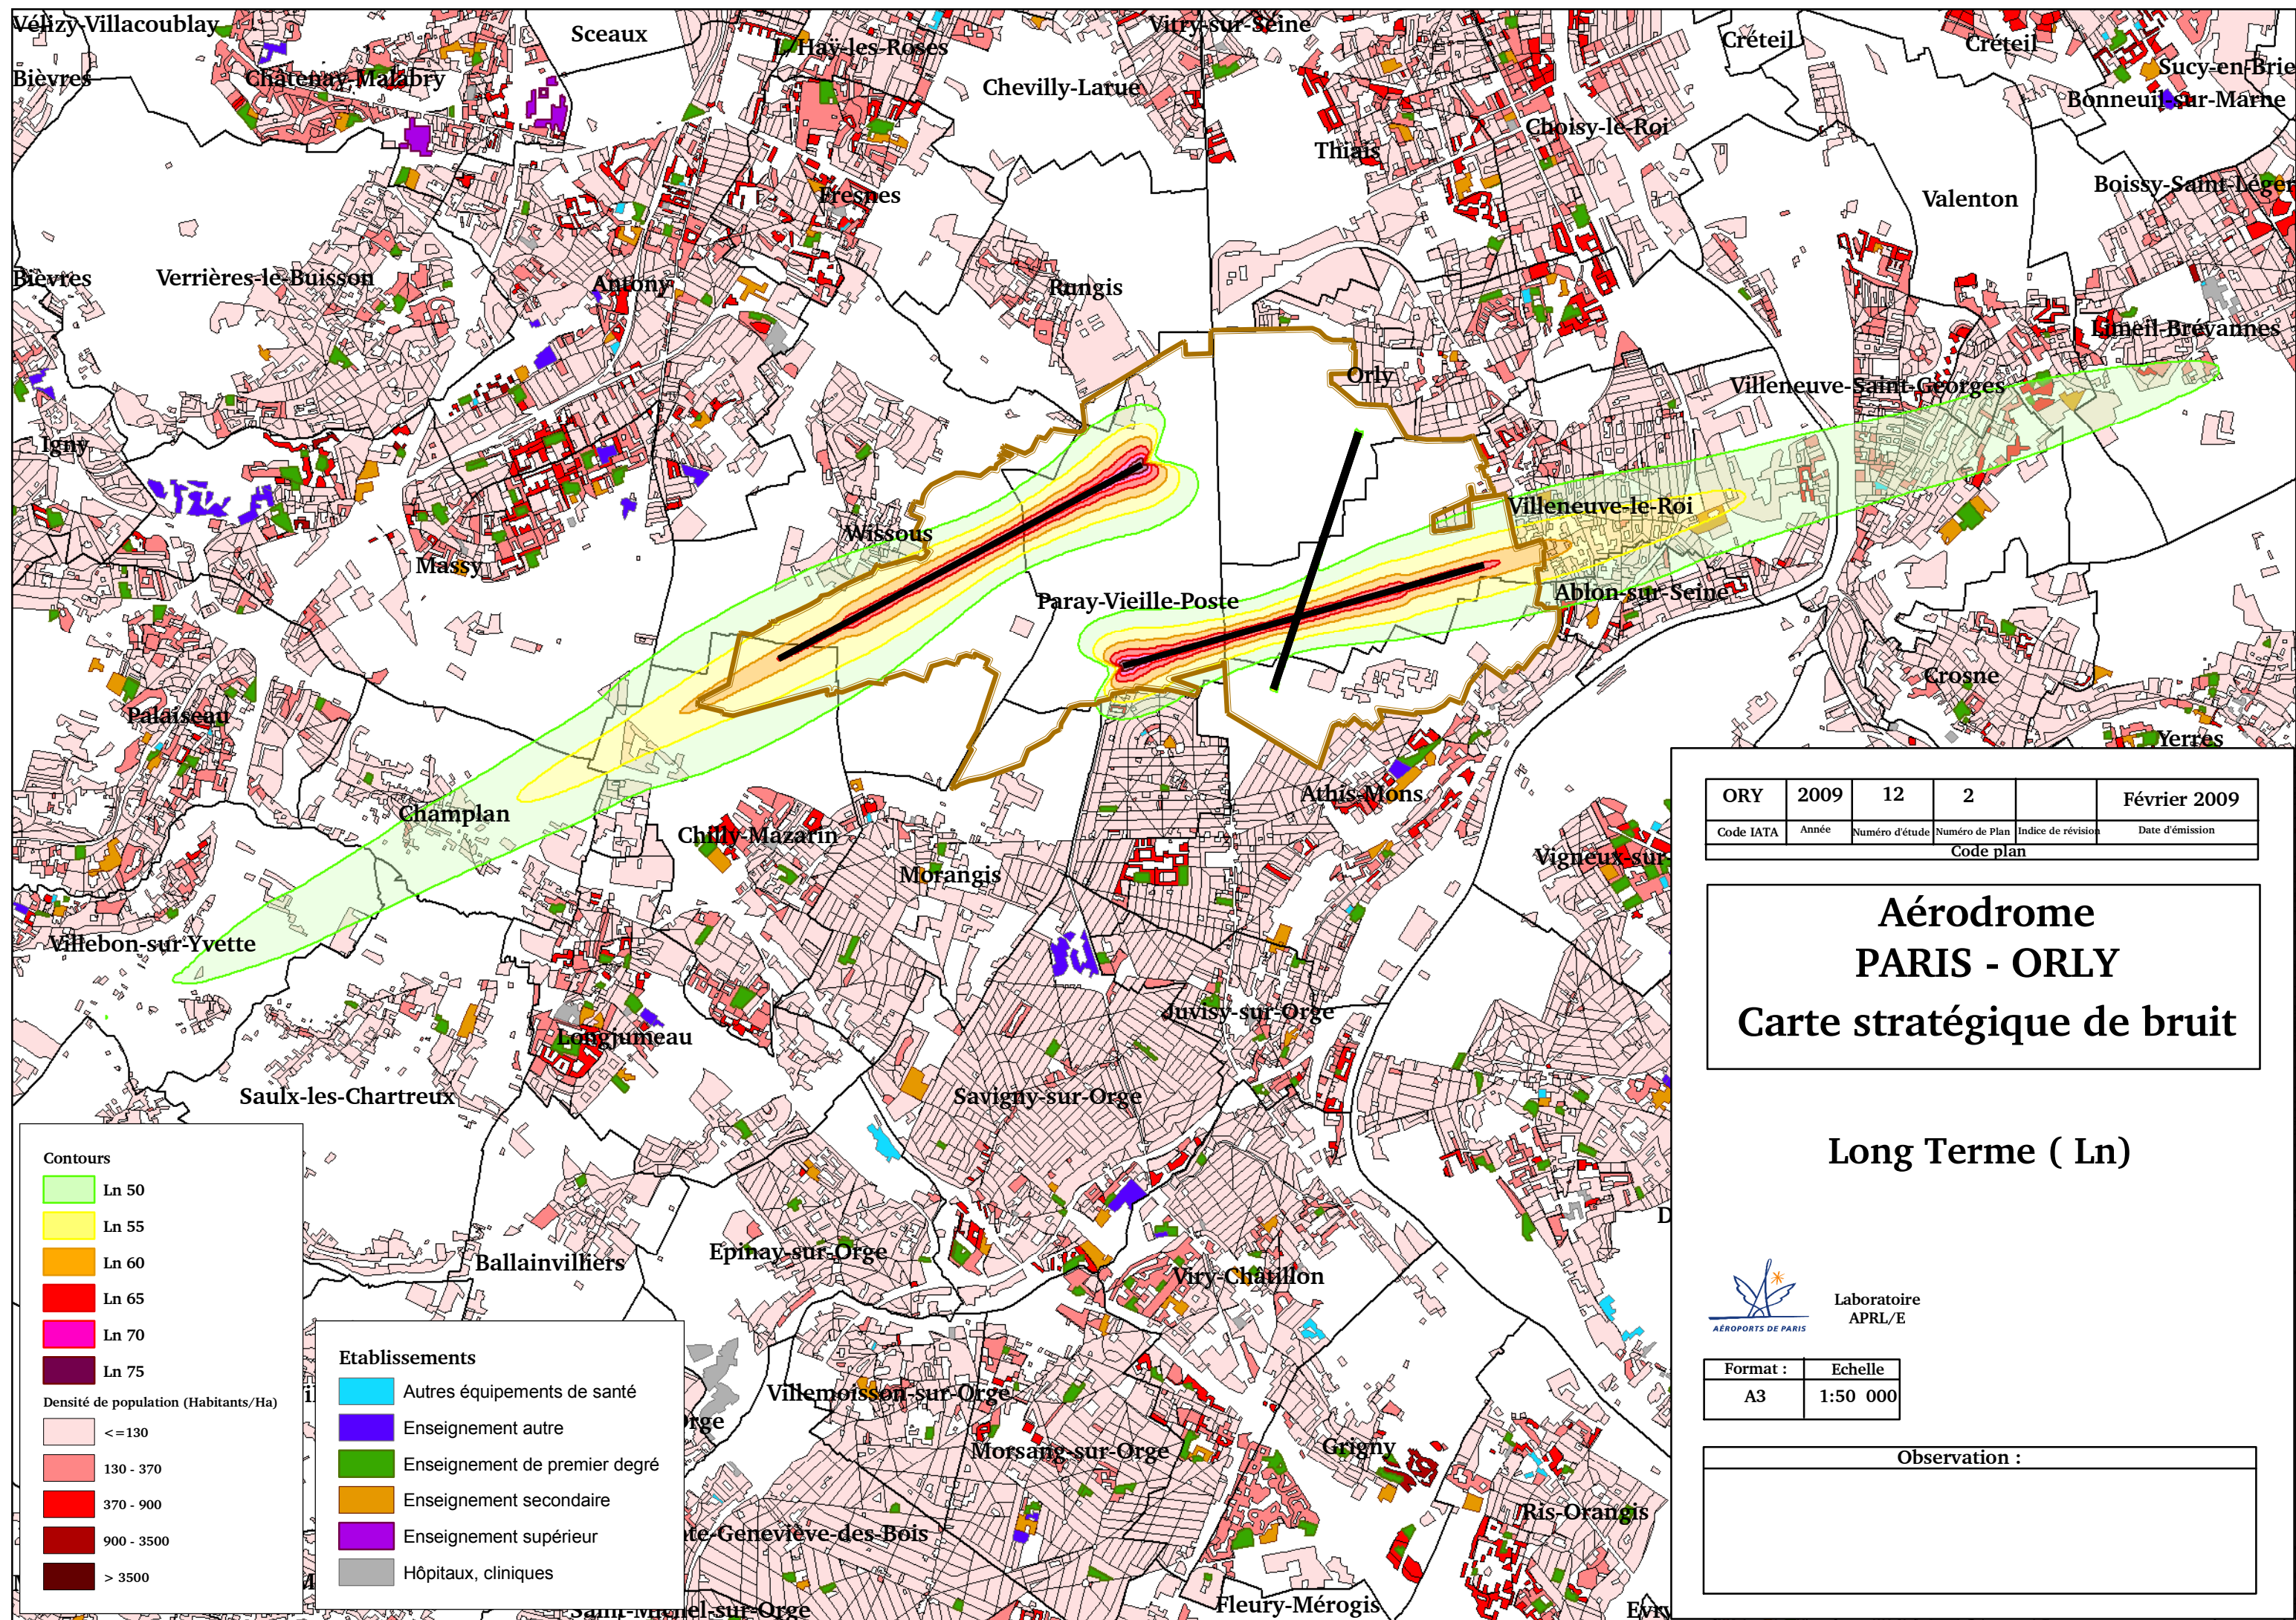 Vélizy-Villacoublay
Sceaux
L'Haÿ-les-Roses
Vitry-sur-Seine
Créteil
Créteil
Bièvres
Châtenay Malabry
Chevilly-Larue
Sucy-en-Brie
Bonneuil-sur-Marne
Choisy-le-Roi
Thiais
Fresnes
Valenton
Boissy-Saint-Léger
Bièvres
Verrières-le-Buisson
Antony
Rungis
Limeil-Brévannes
Orly
Villeneuve-Saint-Georges
Igny
Wissous
Villeneuve-le-Roi
Massy
Paray-Vieille-Poste
Ablon-sur-Seine
Palaiseau
Crosne
Yerres
Champlan
Chilly-Mazarin
Athis-Mons
Morangis
Vigneux-sur-
Villebon-sur-Yvette
Longjumeau
Juvisy-sur-Orge
Saulx-les-Chartreux
Savigny-sur-Orge
D
Ballainvilliers
Epinay-sur-Orge
Viry-Châtillon
Villemoisson-sur-Orge
Orge
Morsang-sur-Orge
Grigny
Ris-Orangis
te-Geneviève-des-Bois
Saint-Michel-sur-Orge
Fleury-Mérogis
Evry
Contours
Ln 50
Ln 55
Ln 60
Ln 65
Ln 70
Ln 75
Densité de population (Habitants/Ha)
<=130
130 - 370
370 - 900
900 - 3500
> 3500
Etablissements
Autres équipements de santé
Enseignement autre
Enseignement de premier degré
Enseignement secondaire
Enseignement supérieur
Hôpitaux, cliniques
ORY 2009 12 2 Février 2009
Code IATA Année Numéro d'étude Numéro de Plan Indice de révision Date d'émission
Code plan
Aérodrome
PARIS - ORLY
Carte stratégique de bruit
Long Terme ( Ln)
AÉROPORTS DE PARIS
Laboratoire
APRL/E
Format : Echelle
A3 1:50 000
Observation :